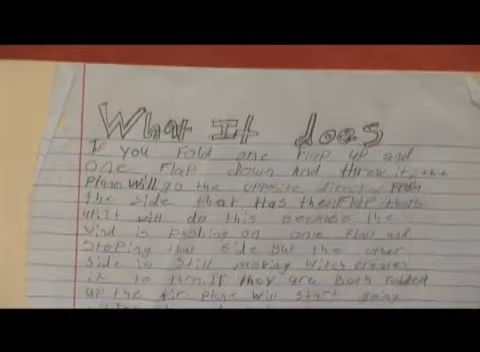 What It does
If you fold one flap up and
one flap down And throw it, the
Plane Will go the opposite direction From
the side that Has the Flap
up. It will do this because the
Wind is pushing on one flap and
Stoping that side But the other
side is still moving Witch creates
it to turn. If they are both folded
up the Air plane will start going